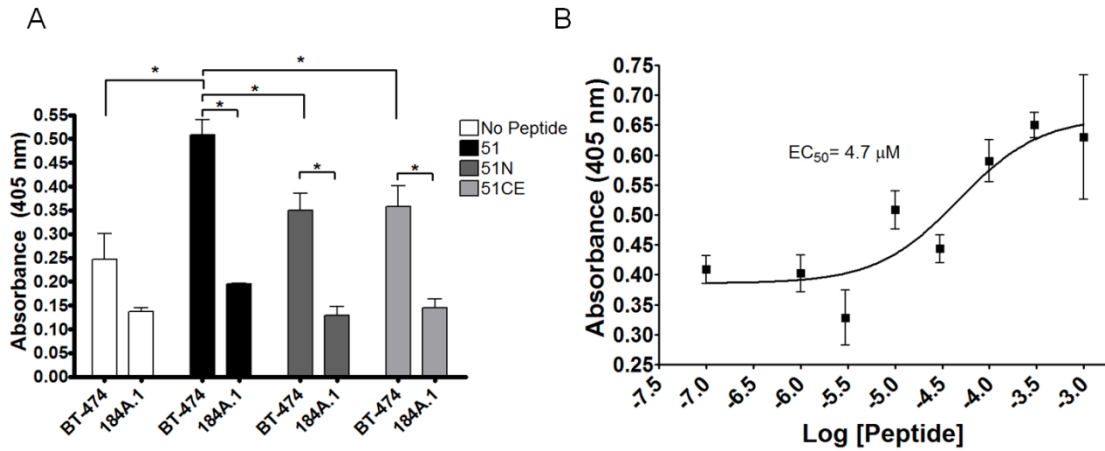 A
B
* * * * * *
Absorbance (405 nm)
0.55
0.50
0.45
0.40
0.35
0.30
0.25
0.20
0.15
0.10
0.05
0.00
No Peptide
51
51N
51CE
BT-474
184A.1
BT-474
184A.1
BT-474
184A.1
BT-474
184A.1
Absorbance (405 nm)
0.75
0.70
0.65
0.60
0.55
0.50
0.45
0.40
0.35
0.30
0.25
EC50= 4.7 µM
-7.5
-7.0
-6.5
-6.0
-5.5
-5.0
-4.5
-4.0
-3.5
-3.0
Log [Peptide]